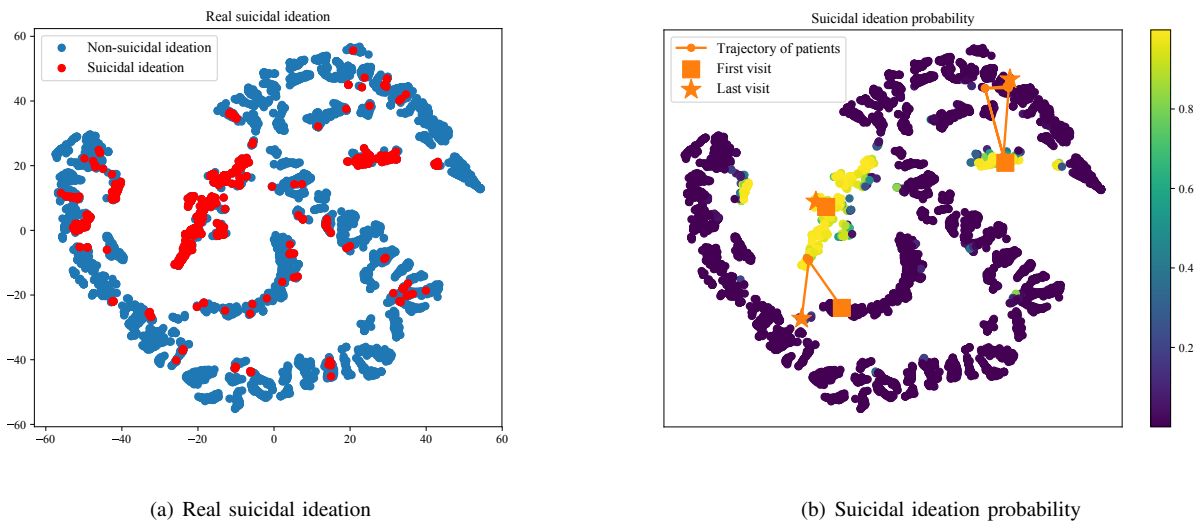 Real suicidal ideation
60
40
20
0
−20
−40
−60
Non-suicidal ideation
Suicidal ideation
−60 −40 −20 0 20 40 60
(a) Real suicidal ideation
Suicidal ideation probability
Trajectory of patients
First visit
Last visit
0.8
0.6
0.4
0.2
(b) Suicidal ideation probability